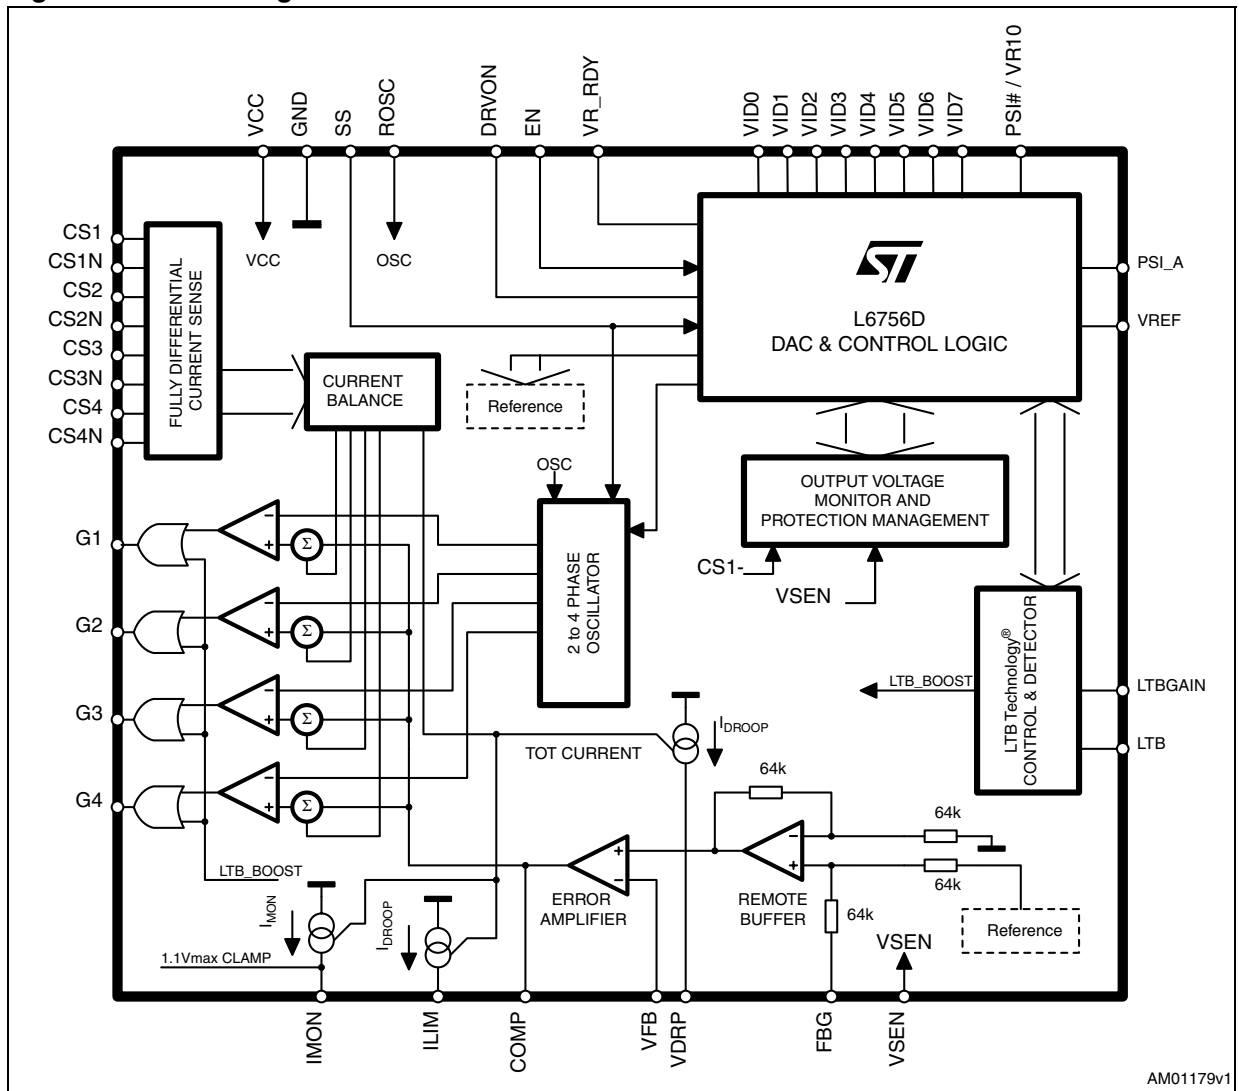 VCC
GND
SS
ROSC
DRVON
EN
VR_RDY
VID0
VID1
VID2
VID3
VID4
VID5
VID6
VID7
PSI# / VR10
CS1
CS1N
CS2
CS2N
CS3
CS3N
CS4
CS4N
FULLY DIFFERENTIAL
CURRENT SENSE
VCC
OSC
ST
L6756D
DAC & CONTROL LOGIC
PSI_A
VREF
CURRENT
BALANCE
Reference
OSC
2 to 4 PHASE
OSCILLATOR
OUTPUT VOLTAGE
MONITOR AND
PROTECTION MANAGEMENT
CS1-
VSEN
G1
G2
G3
G4
−
+
Σ
−
+
Σ
−
+
Σ
−
+
Σ
LTB_BOOST
LTB Technology®
CONTROL & DETECTOR
LTBGAIN
LTB
TOT CURRENT
IDROOP
64k
64k
64k
64k
+
−
−
+
ERROR
AMPLIFIER
REMOTE
BUFFER
Reference
VSEN
LTB_BOOST
IMON
IDROOP
1.1Vmax CLAMP
IMON
ILIM
COMP
VFB
VDRP
FBG
VSEN
AM01179v1